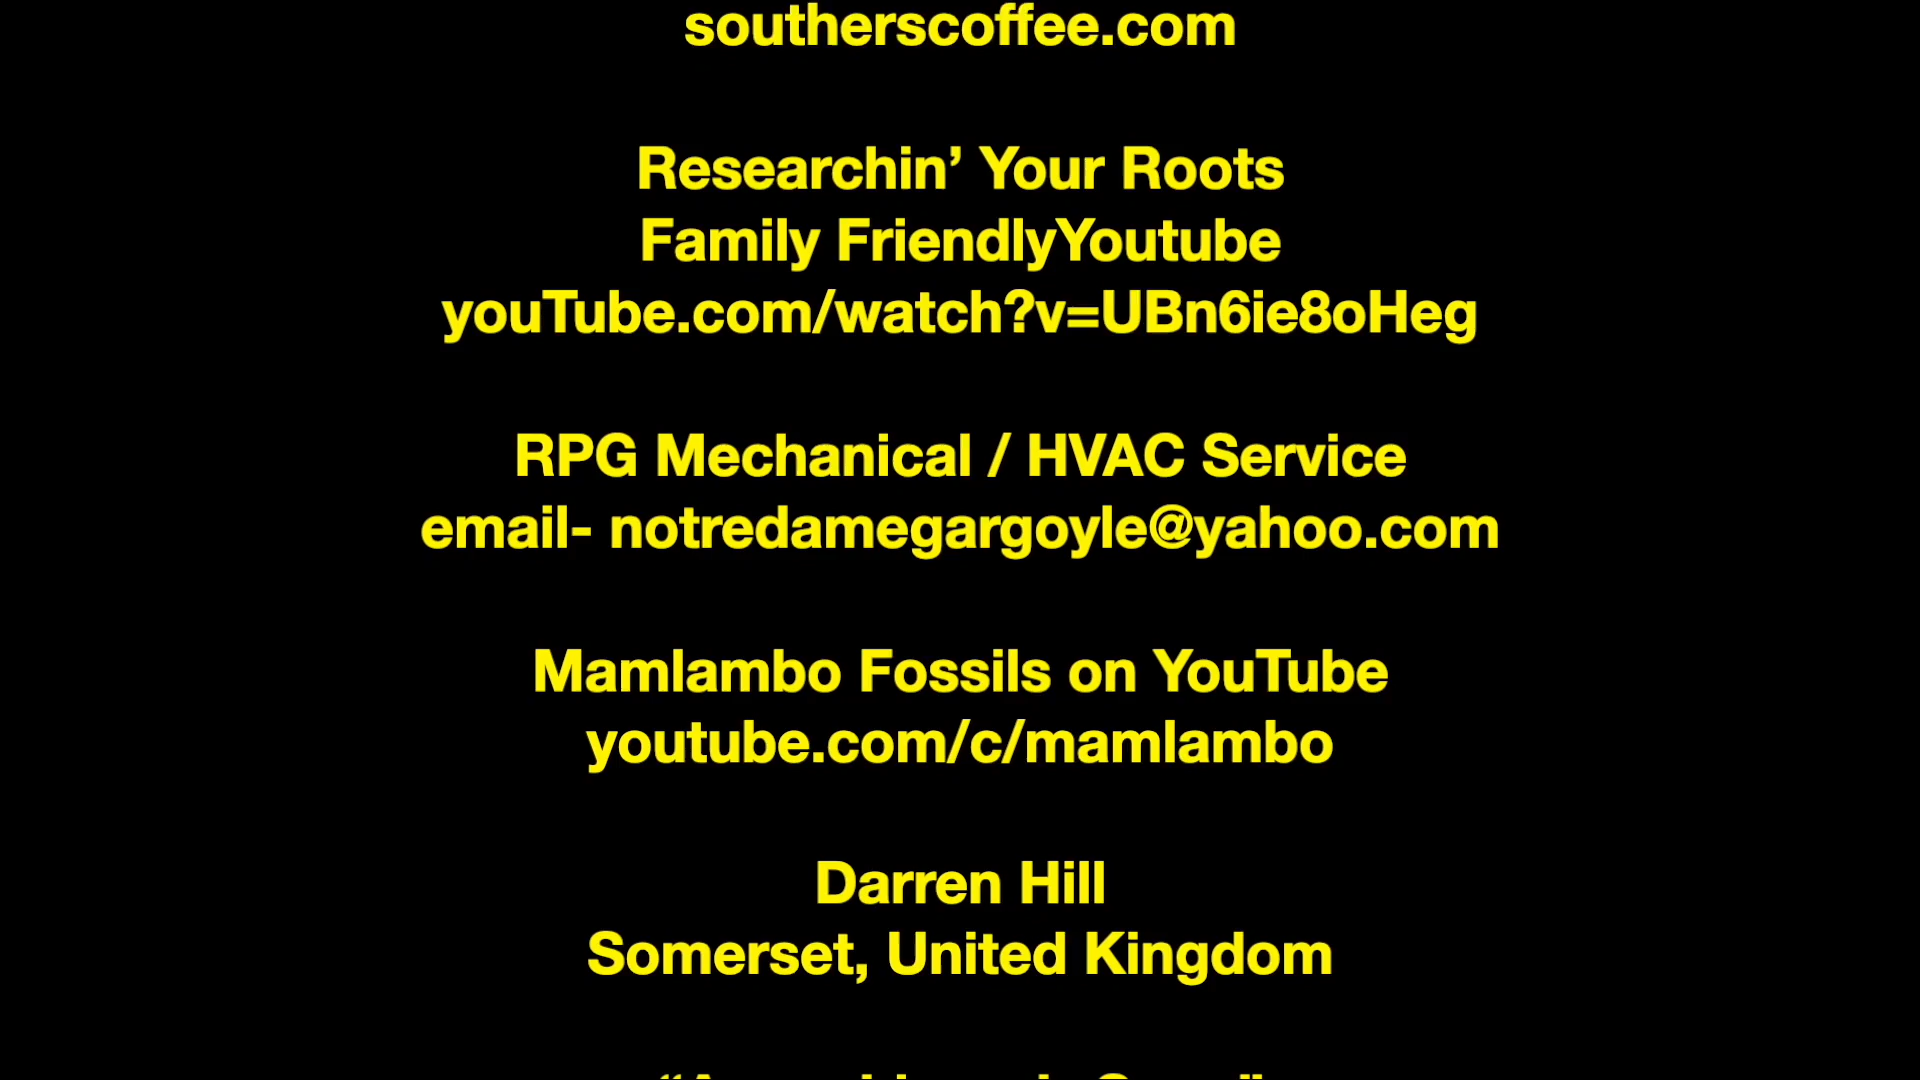 southerscoffee.com
Researchin’ Your Roots
Family FriendlyYoutube
youTube.com/watch?v=UBn6ie8oHeg
RPG Mechanical / HVAC Service
email- notredamegargoyle@yahoo.com
Mamlambo Fossils on YouTube
youtube.com/c/mamlambo
Darren Hill
Somerset, United Kingdom